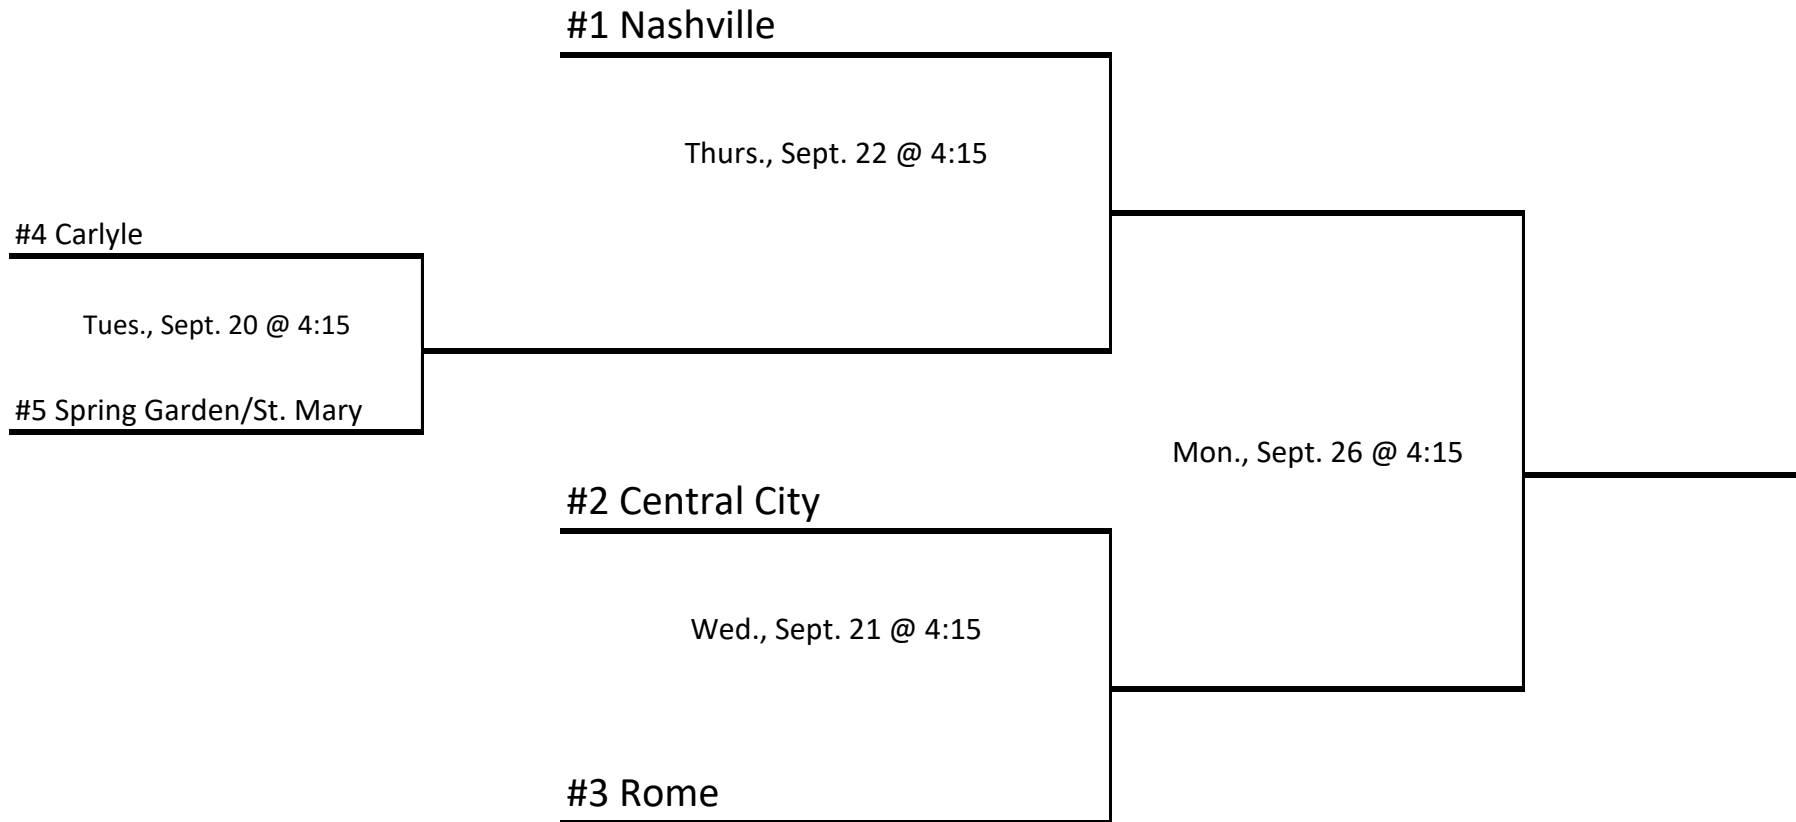 #1 Nashville
Thurs., Sept. 22 @ 4:15
#4 Carlyle
Tues., Sept. 20 @ 4:15
#5 Spring Garden/St. Mary
Mon., Sept. 26 @ 4:15
#2 Central City
Wed., Sept. 21 @ 4:15
#3 Rome